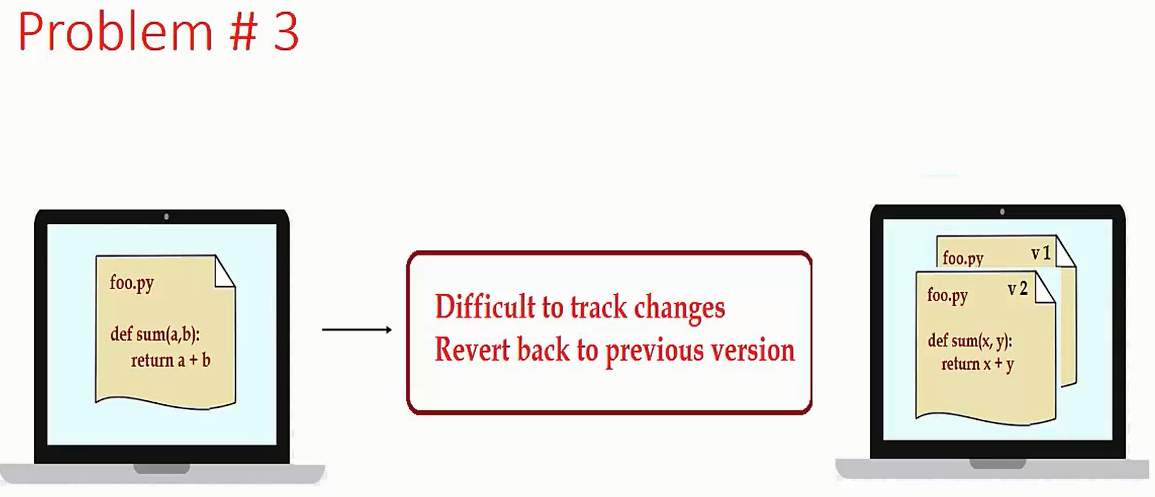 Problem # 3
foo.py
def sum(a,b):
return a + b
Difficult to track changes
Revert back to previous version
foo.py v 1
foo.py v 2
def sum(x, y):
return x + y